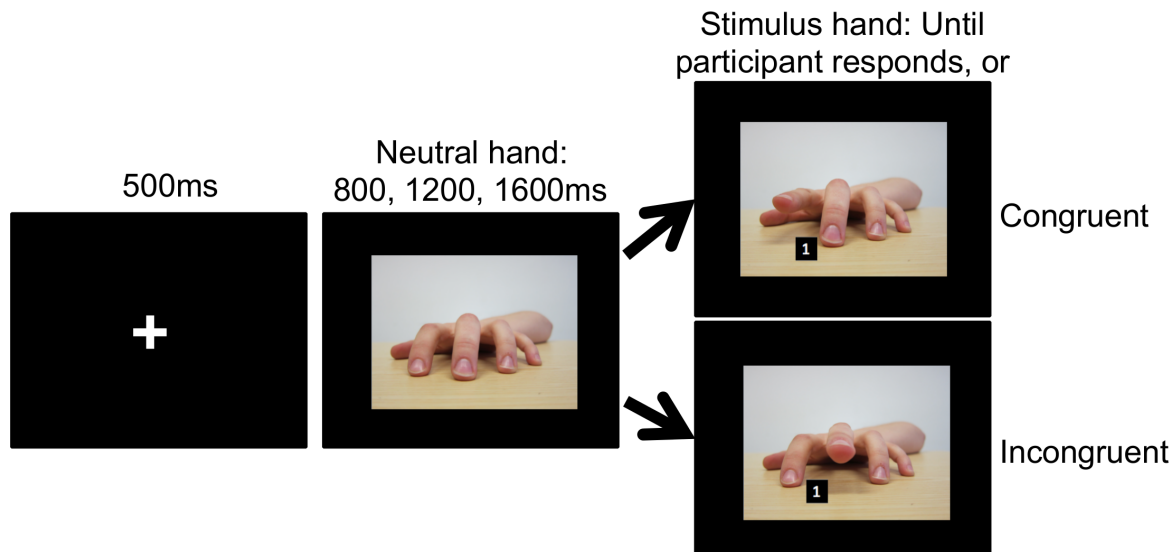 500ms
Neutral hand:
800, 1200, 1600ms
Stimulus hand: Until
participant responds, or
1
Congruent
1
Incongruent